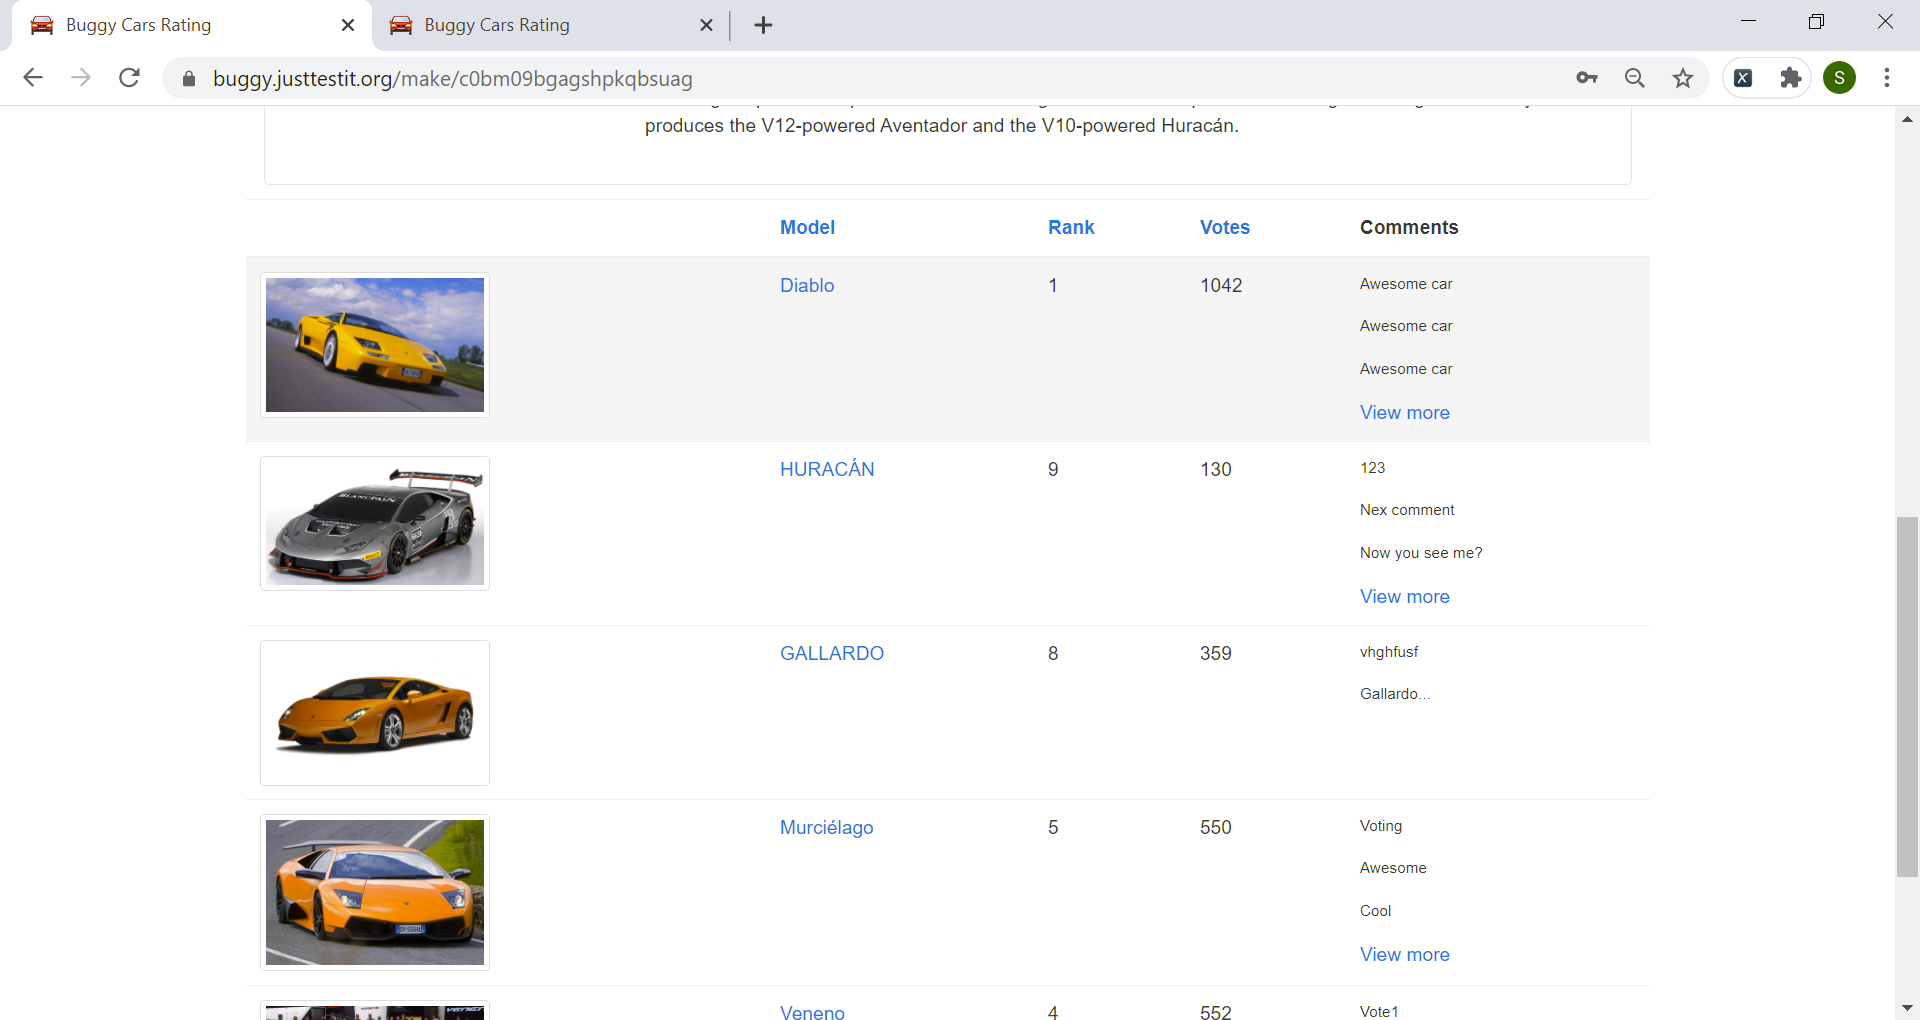 Buggy Cars Rating
Buggy Cars Rating
buggy.justtestit.org/make/c0bm09bgagshpkqbsuag
X
S
produces the V12-powered Aventador and the V10-powered Huracán.
Model Rank Votes Comments
Diablo 1 1042 Awesome car
Awesome car
Awesome car
View more
HURACÁN 9 130 123
Nex comment
Now you see me?
View more
BLANCPAIN
63
GALLARDO 8 359 vhghfusf
Gallardo...
Murciélago 5 550 Voting
Awesome
Cool
View more
Veneno 4 552 Vote1